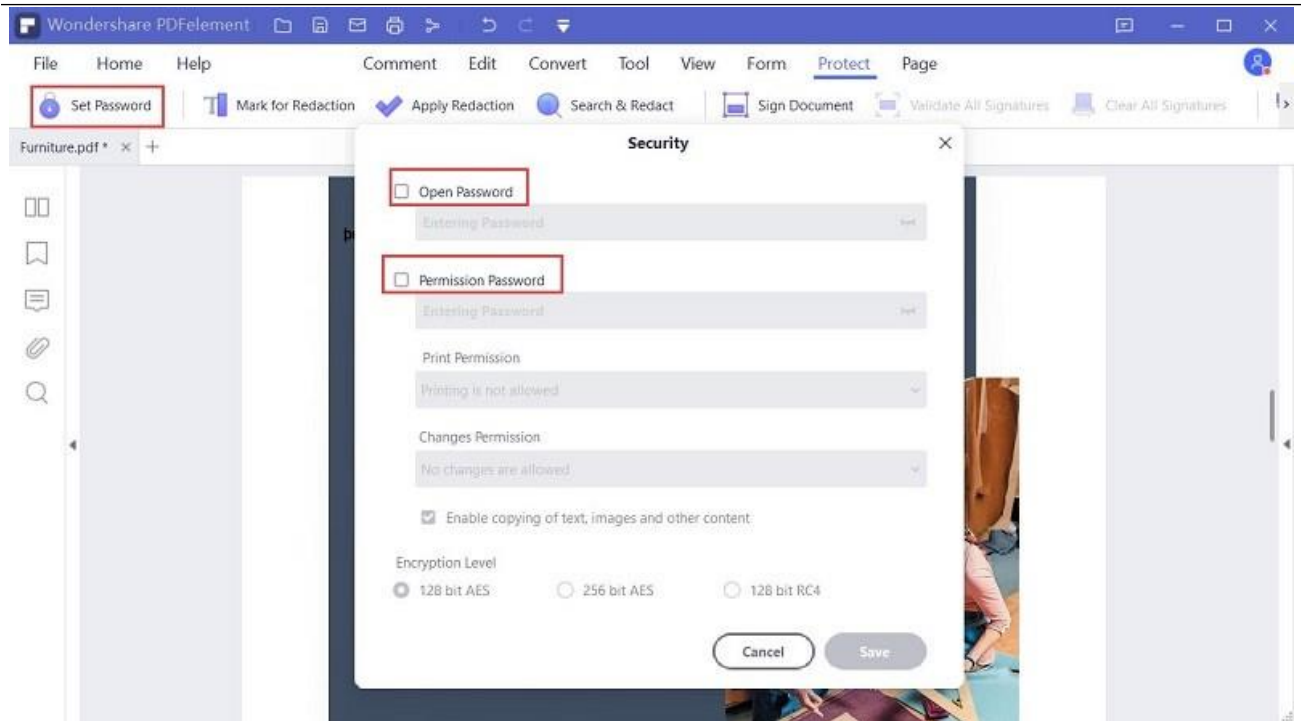 Wondershare PDFelement
File Home Help Comment Edit Convert Tool View Form Protect Page
Set Password Mark for Redaction Apply Redaction Search & Redact Sign Document Validate All Signatures Clear All Signatures
Furniture.pdf *
Security
Open Password
Entering Password
Permission Password
Entering Password
Print Permission
Printing is not allowed
Changes Permission
No changes are allowed
Enable copying of text, images and other content
Encryption Level
128 bit AES 256 bit AES 128 bit RC4
Cancel Save